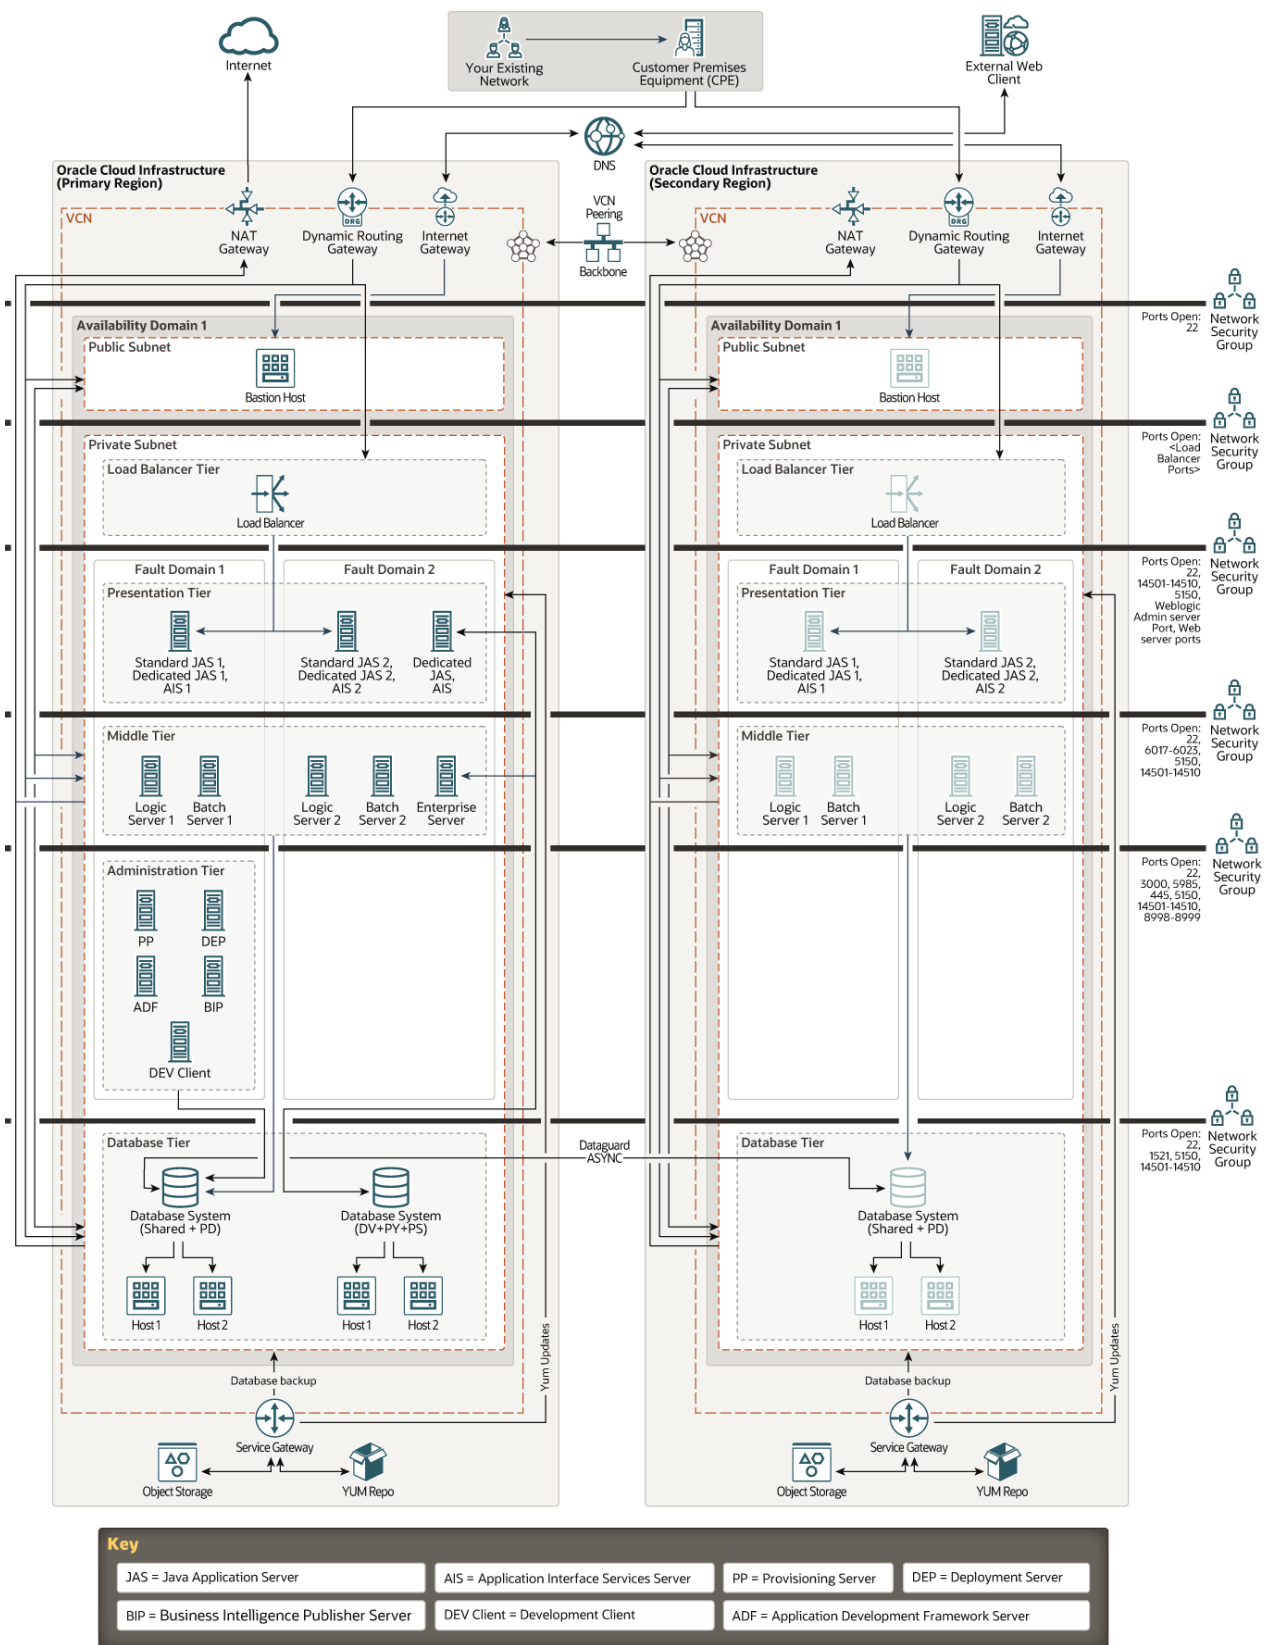 Internet
Your Existing
Network
Customer Premises
Equipment (CPE)
External Web
Client
DNS
Oracle Cloud Infrastructure
(Primary Region)
VCN
NAT
Gateway
DRG
Dynamic Routing
Gateway
Internet
Gateway
VCN
Peering
Backbone
Oracle Cloud Infrastructure
(Secondary Region)
VCN
NAT
Gateway
DRG
Dynamic Routing
Gateway
Internet
Gateway
Availability Domain 1
Public Subnet
Bastion Host
Private Subnet
Load Balancer Tier
Load Balancer
Fault Domain 1
Fault Domain 2
Presentation Tier
Standard JAS 1,
Dedicated JAS 1,
AIS 1
Standard JAS 2,
Dedicated JAS 2,
AIS 2
Dedicated
JAS,
AIS
Middle Tier
Logic
Server 1
Batch
Server 1
Logic
Server 2
Batch
Server 2
Enterprise
Server
Administration Tier
PP
DEP
ADF
BIP
DEV Client
Database Tier
Database System
(Shared + PD)
Database System
(DV+PY+PS)
Host1
Host 2
Host1
Host 2
Database backup
Yum Updates
Service Gateway
Object Storage
YUM Repo
Dataguard
ASYNC
Availability Domain 1
Public Subnet
Bastion Host
Private Subnet
Load Balancer Tier
Load Balancer
Fault Domain 1
Fault Domain 2
Presentation Tier
Standard JAS 1,
Dedicated JAS 1,
AIS 1
Standard JAS 2,
Dedicated JAS 2,
AIS 2
Middle Tier
Logic
Server 1
Batch
Server 1
Logic
Server 2
Batch
Server 2
Database Tier
Database System
(Shared + PD)
Host1
Host 2
Database backup
Yum Updates
Service Gateway
Object Storage
YUM Repo
Ports Open:
22
Network
Security
Group
Ports Open:
<Load
Balancer
Ports>
Network
Security
Group
Ports Open:
22,
14501-14510,
5150,
Weblogic
Admin server
Port, Web
server ports
Network
Security
Group
Ports Open:
22,
6017-6023,
5150,
14501-14510
Network
Security
Group
Ports Open:
22,
3000, 5985,
445, 5150,
14501-14510,
8998-8999
Network
Security
Group
Ports Open:
22,
1521, 5150,
14501-14510
Network
Security
Group
Key
JAS = Java Application Server
AIS = Application Interface Services Server
PP = Provisioning Server
DEP = Deployment Server
BIP = Business Intelligence Publisher Server
DEV Client = Development Client
ADF = Application Development Framework Server